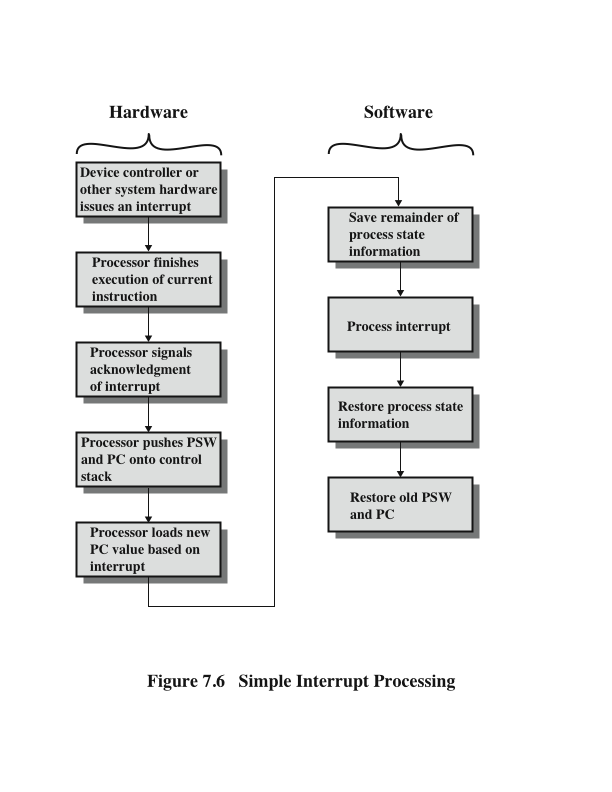 Hardware
Device controller or
other system hardware
issues an interrupt
Processor finishes
execution of current
instruction
Processor signals
acknowledgment
of interrupt
Processor pushes PSW
and PC onto control
stack
Processor loads new
PC value based on
interrupt
Software
Save remainder of
process state
information
Process interrupt
Restore process state
information
Restore old PSW
and PC
Figure 7.6 Simple Interrupt Processing